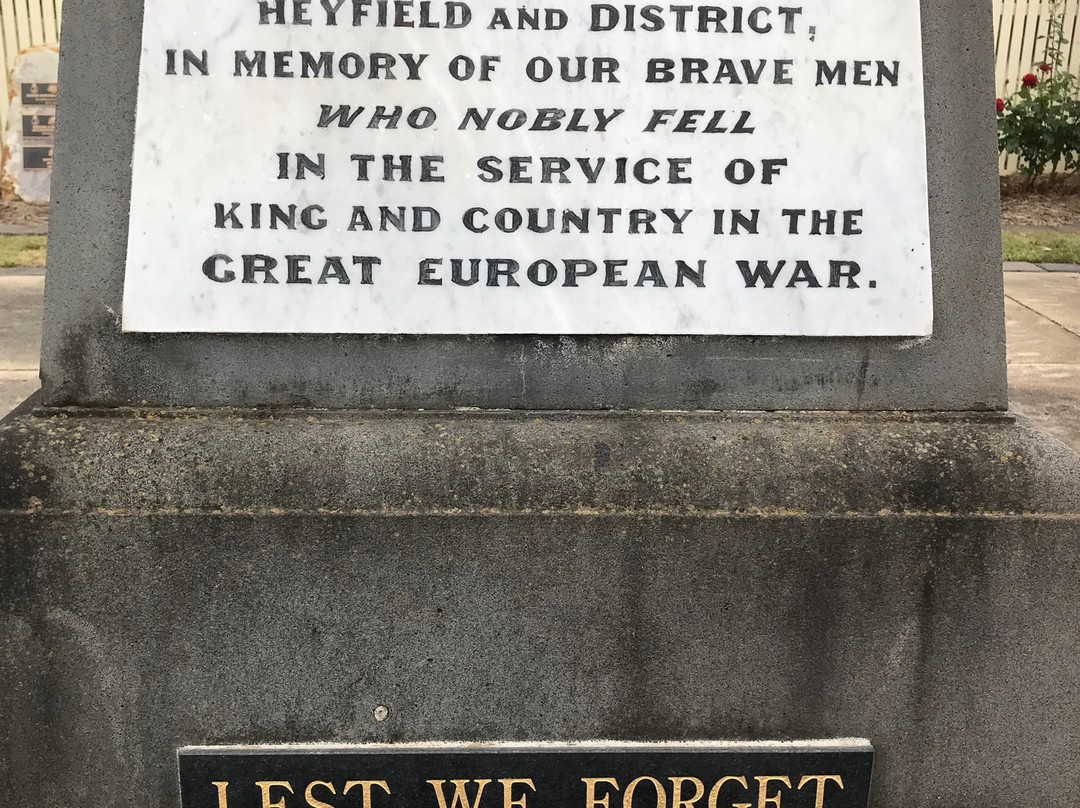 HEYFIELD AND DISTRICT,
IN MEMORY OF OUR BRAVE MEN
WHO NOBLY FELL
IN THE SERVICE OF
KING AND COUNTRY IN THE
GREAT EUROPEAN WAR.
LEST WE FORGET